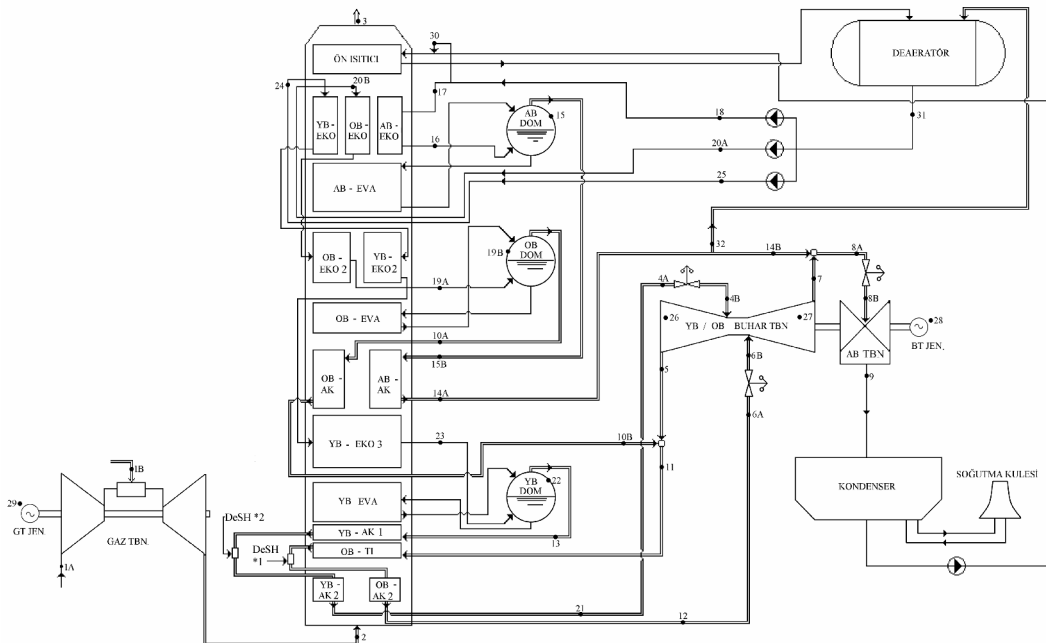 3
30
ÖN ISITICI
DEAERATÖR
24
20B
17
YB - EKO
OB - EKO
AB - EKO
AB DOM
15
16
18
20A
25
31
AB - EVA
OB - EKO 2
YB - EKO2
19A
19B
OB DOM
32
14B
8A
4A
4B
7
8B
OB - EVA
10A
15B
26
YB / OB BUHAR TBN
27
28
BT JEN.
AB TBN
OB - AK
AB - AK
14A
5
6B
6A
9
YB - EKO 3
23
10B
11
1B
YB EVA
YB DOM
22
KONDENSER
SOĞUTMA KULESİ
29
GT JEN.
GAZ TBN.
DeSH *2
YB - AK 1
13
OB - TI
DeSH *1
1A
YB - AK 2
OB - AK 2
21
12
2